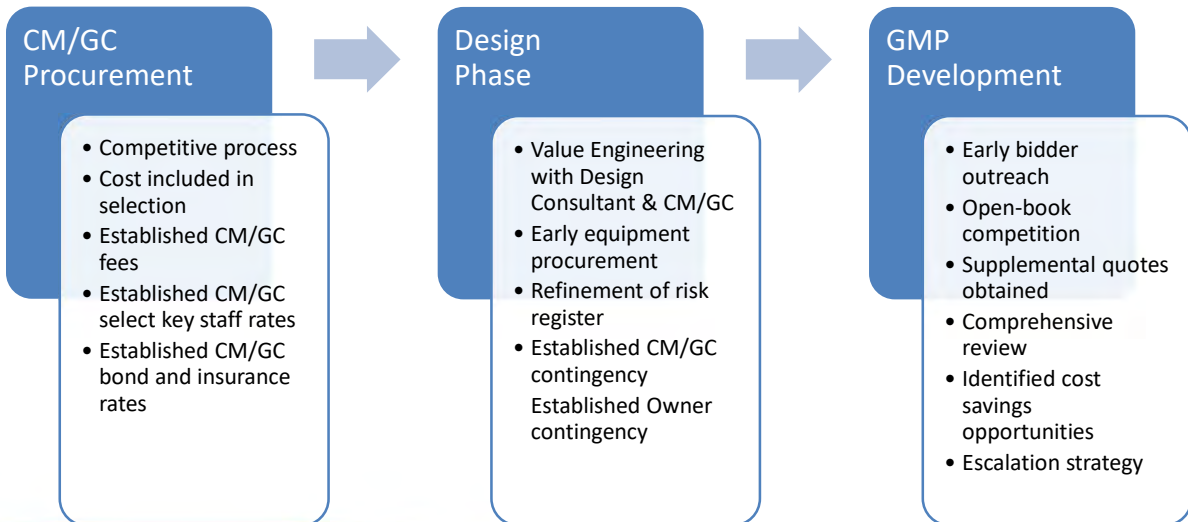 CM/GC
Procurement
• Competitive process
• Cost included in
selection
• Established CM/GC
fees
• Established CM/GC
select key staff rates
• Established CM/GC
bond and insurance
rates
Design
Phase
• Value Engineering
with Design
Consultant & CM/GC
• Early equipment
procurement
• Refinement of risk
register
• Established CM/GC
contingency
Established Owner
contingency
GMP
Development
• Early bidder
outreach
• Open-book
competition
• Supplemental quotes
obtained
• Comprehensive
review
• Identified cost
savings
opportunities
• Escalation strategy